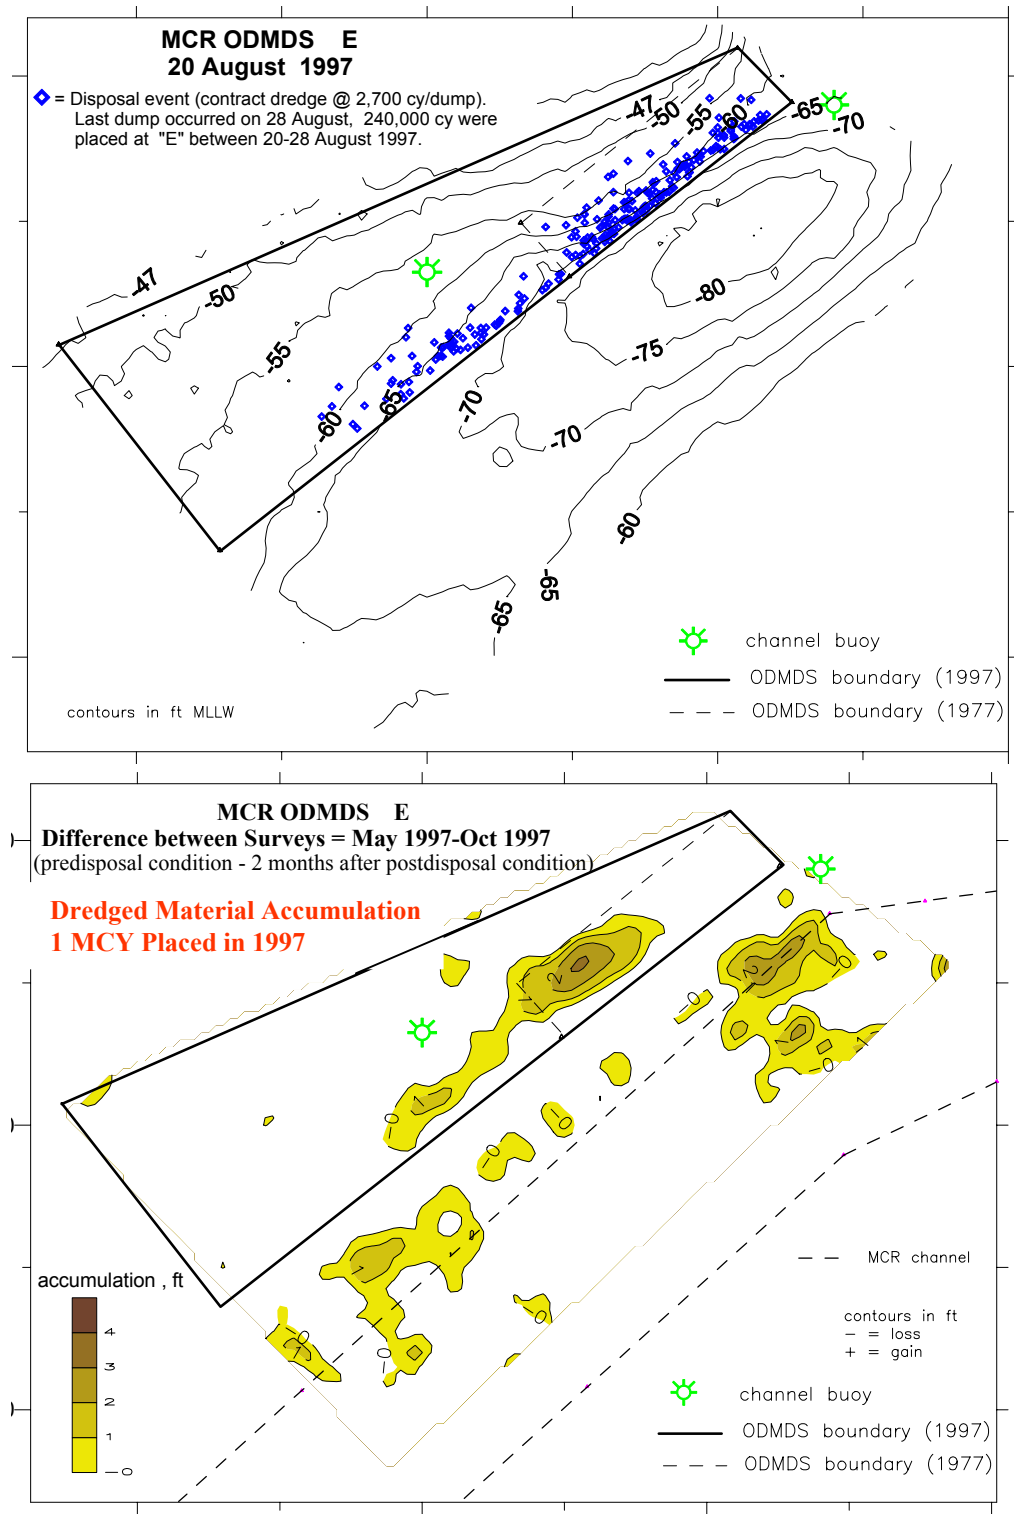 MCR ODMDS E
20 August 1997
= Disposal event (contract dredge @ 2,700 cy/dump).
Last dump occurred on 28 August, 240,000 cy were
placed at "E" between 20-28 August 1997.
-47
-50
-55
-60
-65
-70
-47
-50
-55
-60
-65
-70
-80
-75
-70
-60
-65
-65
channel buoy
ODMDS boundary (1997)
ODMDS boundary (1977)
contours in ft MLLW
MCR ODMDS E
Difference between Surveys = May 1997-Oct 1997
(predisposal condition - 2 months after postdisposal condition)
Dredged Material Accumulation
1 MCY Placed in 1997
MCR channel
accumulation , ft
4
3
2
1
0
contours in ft
- = loss
+ = gain
channel buoy
ODMDS boundary (1997)
ODMDS boundary (1977)